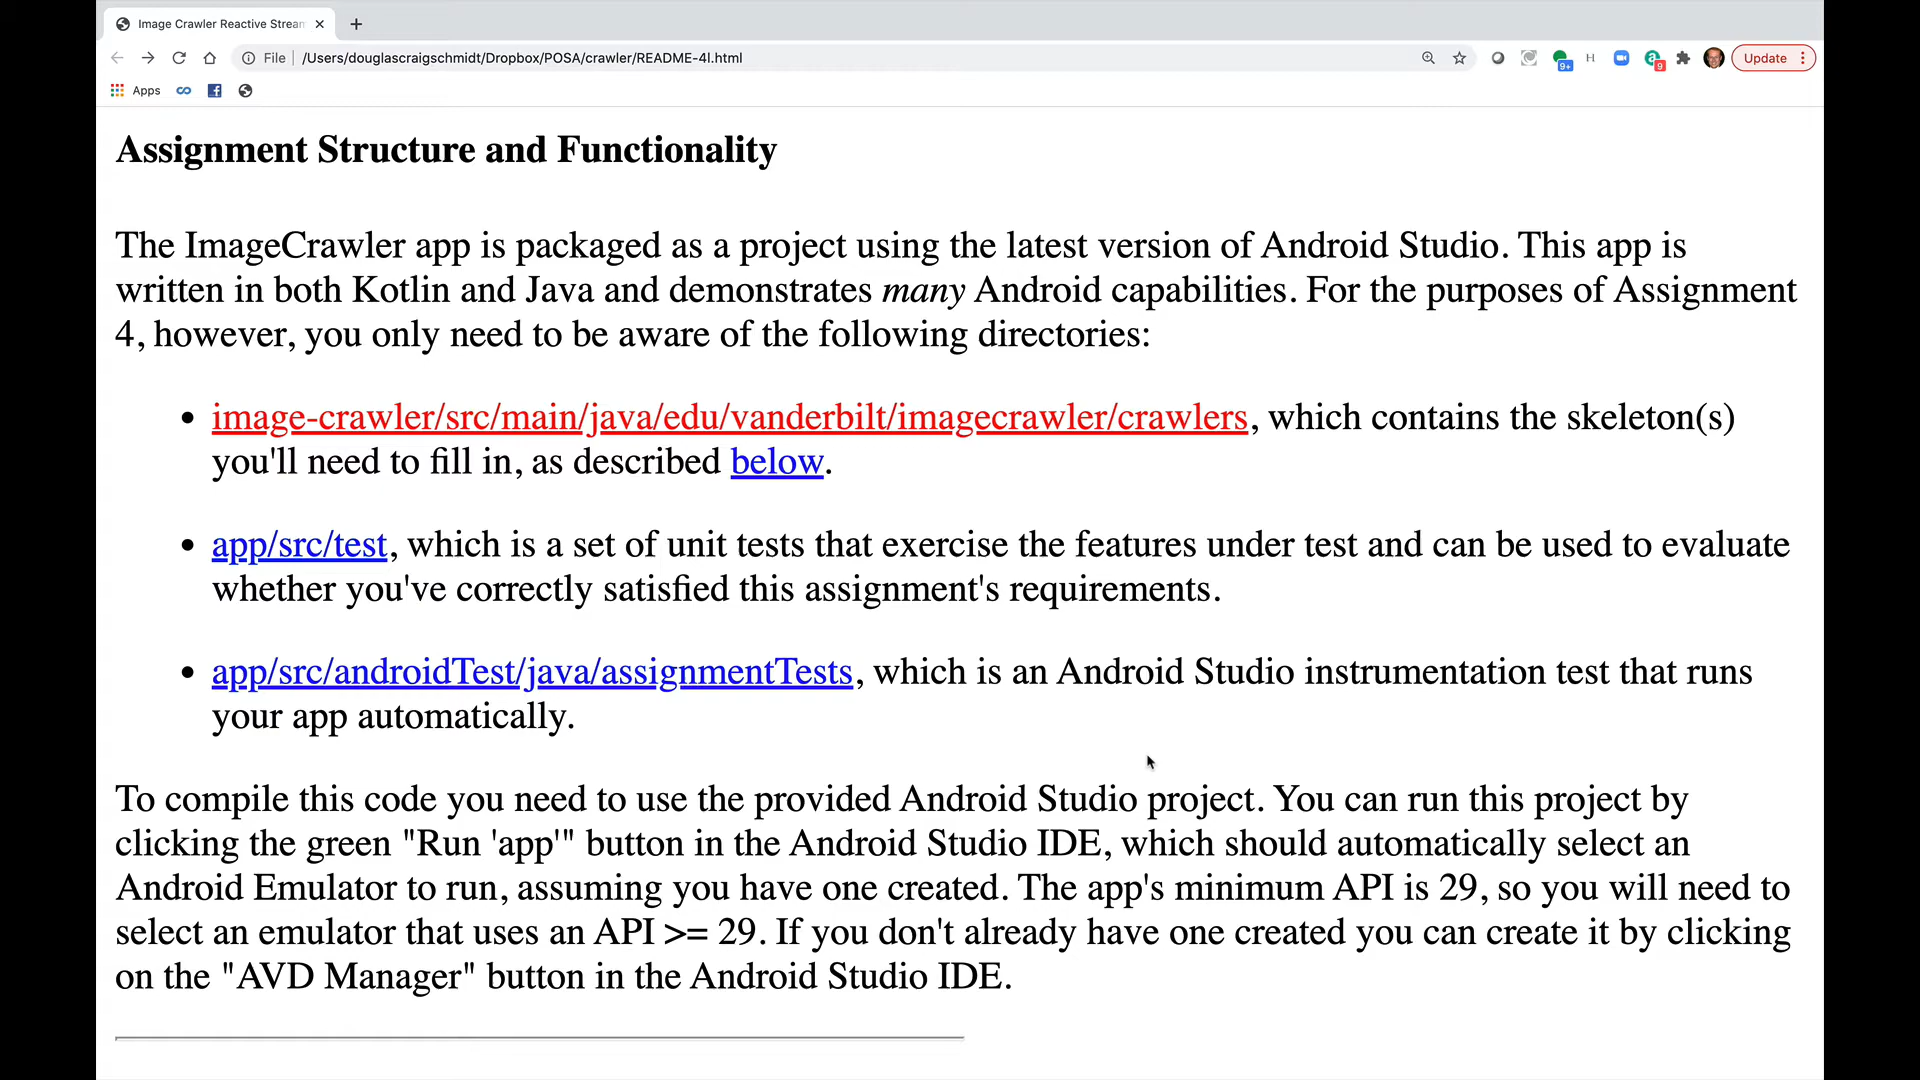 Image Crawler Reactive Strea
File
/Users/douglascraigschmidt/Dropbox/POSA/crawler/README-4l.html
9+
H
9
Update
Apps
Assignment Structure and Functionality
The ImageCrawler app is packaged as a project using the latest version of Android Studio. This app is
written in both Kotlin and Java and demonstrates many Android capabilities. For the purposes of Assignment
4, however, you only need to be aware of the following directories:
• image-crawler/src/main/java/edu/vanderbilt/imagecrawler/crawlers, which contains the skeleton(s)
you'll need to fill in, as described below.
• app/src/test, which is a set of unit tests that exercise the features under test and can be used to evaluate
whether you've correctly satisfied this assignment's requirements.
• app/src/androidTest/java/assignmentTests, which is an Android Studio instrumentation test that runs
your app automatically.
To compile this code you need to use the provided Android Studio project. You can run this project by
clicking the green "Run 'app'" button in the Android Studio IDE, which should automatically select an
Android Emulator to run, assuming you have one created. The app's minimum API is 29, so you will need to
select an emulator that uses an API >= 29. If you don't already have one created you can create it by clicking
on the "AVD Manager" button in the Android Studio IDE.